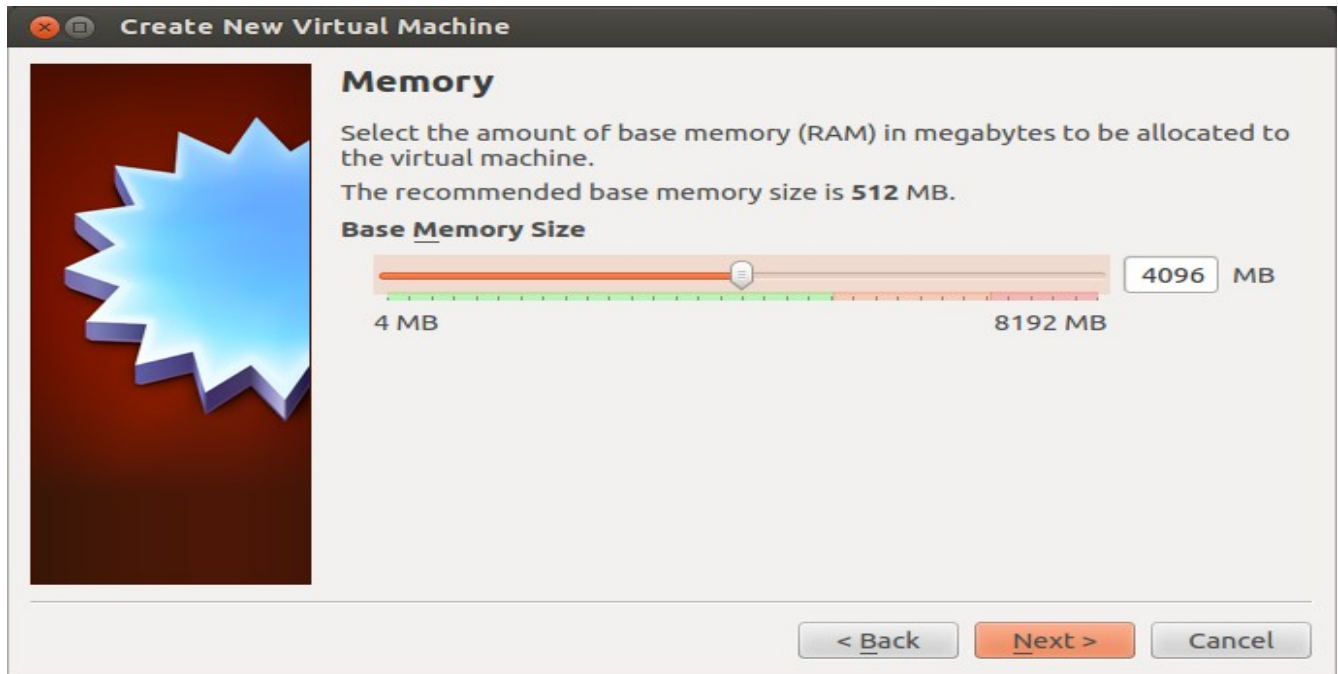 Create New Virtual Machine
Memory
Select the amount of base memory (RAM) in megabytes to be allocated to
the virtual machine.
The recommended base memory size is 512 MB.
Base Memory Size
4096 MB
4 MB 8192 MB
< Back Next > Cancel